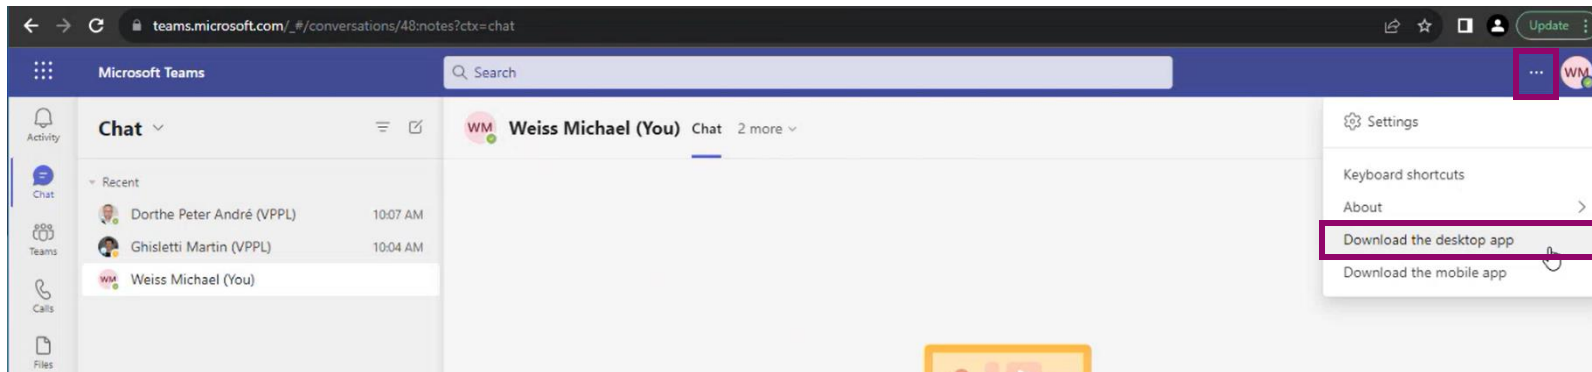 teams.microsoft.com/_#/conversations/48:notes?ctx=chat
Update
Microsoft Teams
Search
WM
Activity
Chat
WM Weiss Michael (You) Chat 2 more
Settings
Chat
Recent
Keyboard shortcuts
Dorthe Peter André (VPPL) 10:07 AM
About
Teams
Ghisletti Martin (VPPL) 10:04 AM
Download the desktop app
WM Weiss Michael (You)
Download the mobile app
Calls
Files